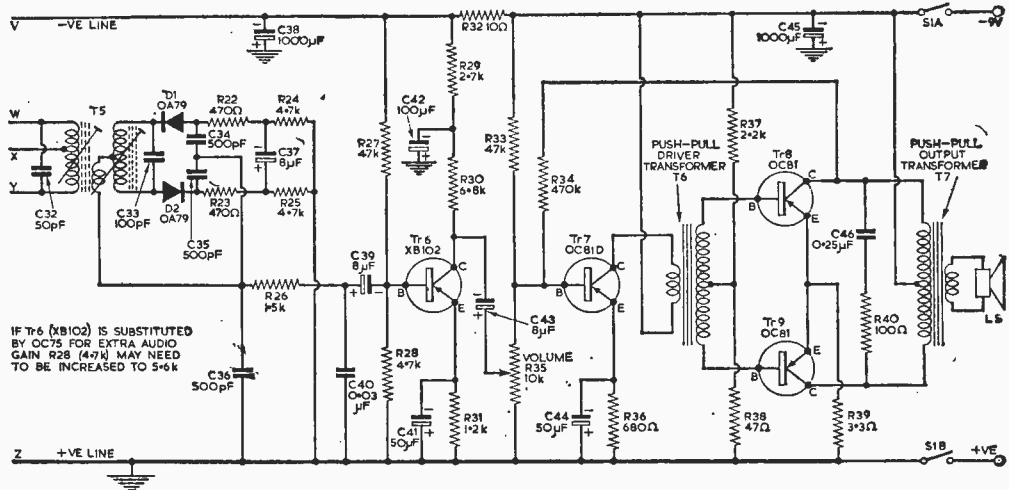 V
-VE LINE
C38
1000µF
R32 10Ω
C45
1000µF
S1A
-9V
R29
2·7k
W
X
Y
T5
D1
OA79
R22
470Ω
R24
4·7k
C34
500pF
C37
8µF
C42
100µF
R27
47k
R33
47k
R34
470k
R37
2·2k
PUSH-PULL
DRIVER
TRANSFORMER
T6
Tr8
OC81
PUSH-PULL
OUTPUT
TRANSFORMER
T7
R30
6·8k
C32
50pF
C33
100pF
D2
OA79
R23
470Ω
R25
4·7k
C35
500pF
B
C
E
C46
0·25µF
C39
8µF
+
-
Tr6
XB102
B
C
E
Tr7
OC81D
B
C
E
R26
1·5k
C43
8µF
Tr9
OC81
B
E
C
R40
100Ω
LS
IF Tr6 (XB102) IS SUBSTITUTED
BY OC75 FOR EXTRA AUDIO
GAIN R28 (4·7k) MAY NEED
TO BE INCREASED TO 5·6k
C36
500pF
C40
0·03
µF
R28
4·7k
VOLUME
R35
10k
C41
50µF
R31
1·2k
C44
50µF
R36
680Ω
R38
47Ω
R39
3·3Ω
Z
+VE LINE
S1B
+VE